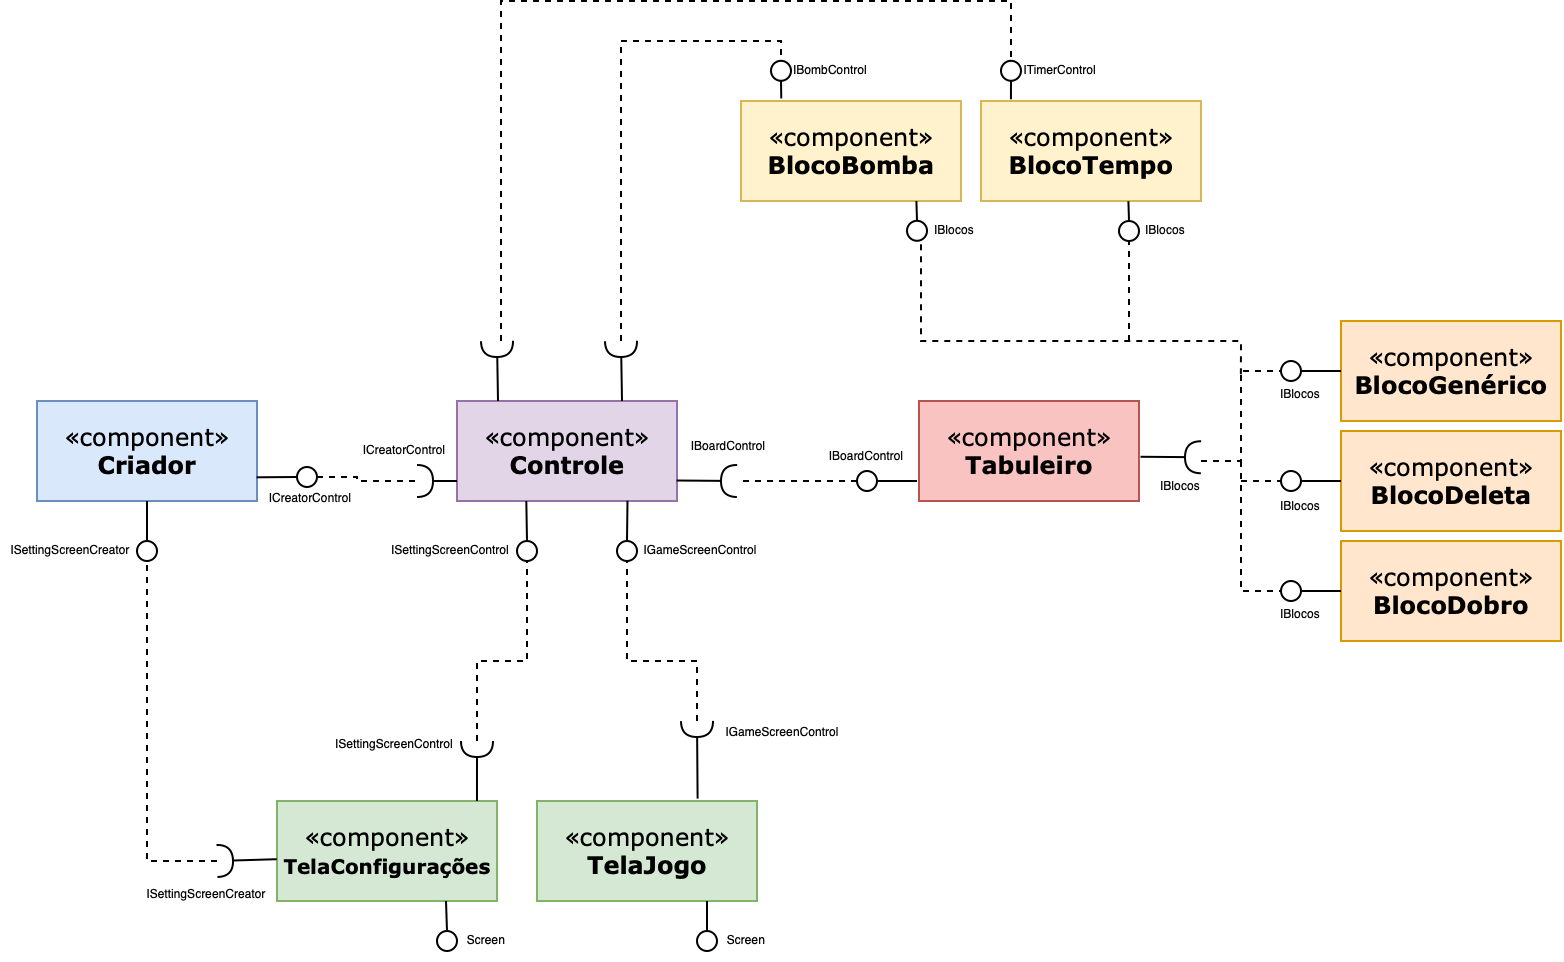 IBombControl
ITimerControl
«component»
BlocoBomba
«component»
BlocoTempo
IBlocos
IBlocos
«component»
BlocoGenérico
IBlocos
«component»
Criador
ICreatorControl
ICreatorControl
«component»
Controle
IBoardControl
IBoardControl
«component»
Tabuleiro
IBlocos
«component»
BlocoDeleta
IBlocos
ISettingScreenCreator
ISettingScreenControl
IGameScreenControl
«component»
BlocoDobro
IBlocos
ISettingScreenControl
IGameScreenControl
«component»
TelaConfigurações
«component»
TelaJogo
ISettingScreenCreator
Screen
Screen